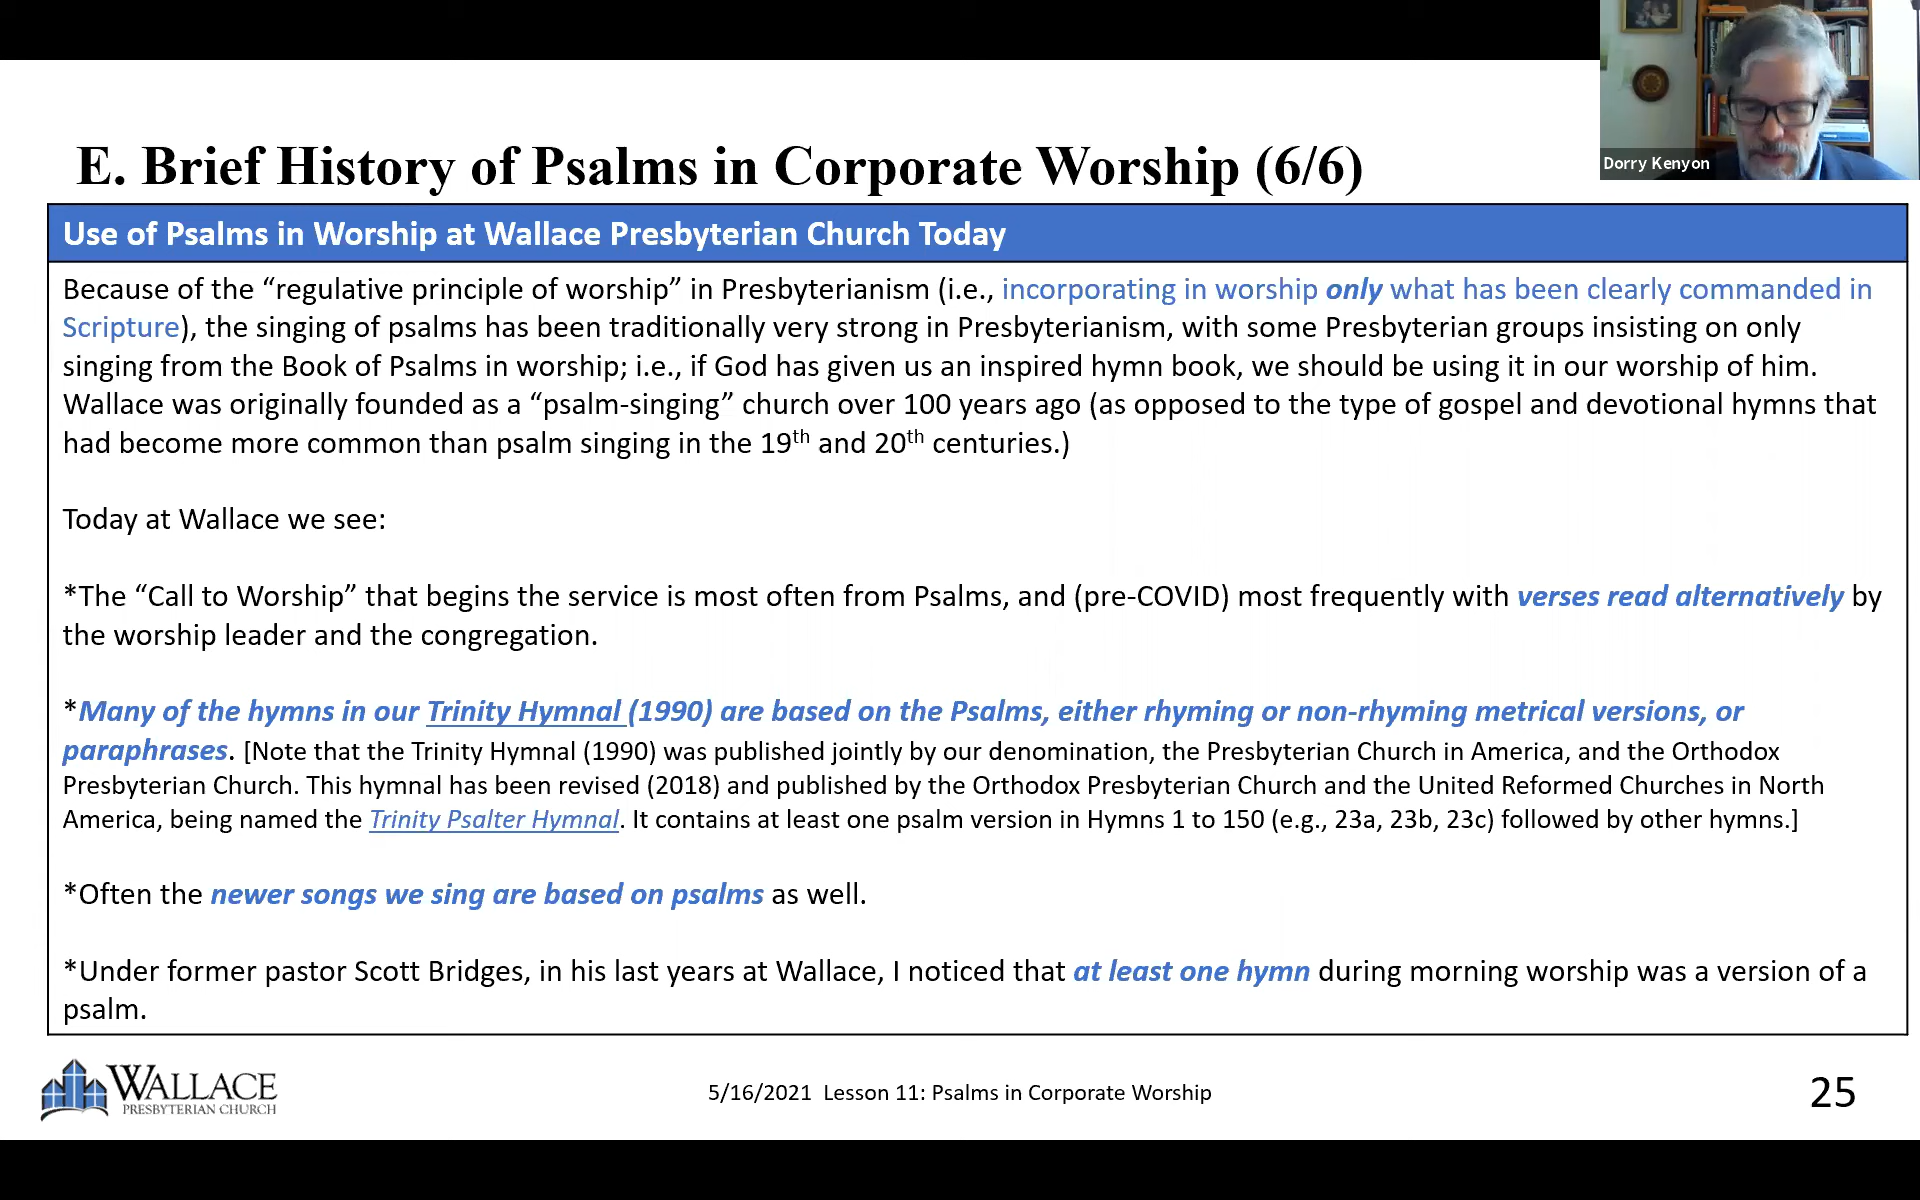 Dorry Kenyon
E. Brief History of Psalms in Corporate Worship (6/6)
Use of Psalms in Worship at Wallace Presbyterian Church Today
Because of the “regulative principle of worship” in Presbyterianism (i.e., incorporating in worship only what has been clearly commanded in
Scripture), the singing of psalms has been traditionally very strong in Presbyterianism, with some Presbyterian groups insisting on only
singing from the Book of Psalms in worship; i.e., if God has given us an inspired hymn book, we should be using it in our worship of him.
Wallace was originally founded as a “psalm-singing” church over 100 years ago (as opposed to the type of gospel and devotional hymns that
had become more common than psalm singing in the 19th and 20th centuries.)
Today at Wallace we see:
*The “Call to Worship” that begins the service is most often from Psalms, and (pre-COVID) most frequently with verses read alternatively by
the worship leader and the congregation.
*Many of the hymns in our Trinity Hymnal (1990) are based on the Psalms, either rhyming or non-rhyming metrical versions, or
paraphrases. [Note that the Trinity Hymnal (1990) was published jointly by our denomination, the Presbyterian Church in America, and the Orthodox
Presbyterian Church. This hymnal has been revised (2018) and published by the Orthodox Presbyterian Church and the United Reformed Churches in North
America, being named the Trinity Psalter Hymnal. It contains at least one psalm version in Hymns 1 to 150 (e.g., 23a, 23b, 23c) followed by other hymns.]
*Often the newer songs we sing are based on psalms as well.
*Under former pastor Scott Bridges, in his last years at Wallace, I noticed that at least one hymn during morning worship was a version of a
psalm.
WALLACE
PRESBYTERIAN CHURCH
5/16/2021 Lesson 11: Psalms in Corporate Worship
25